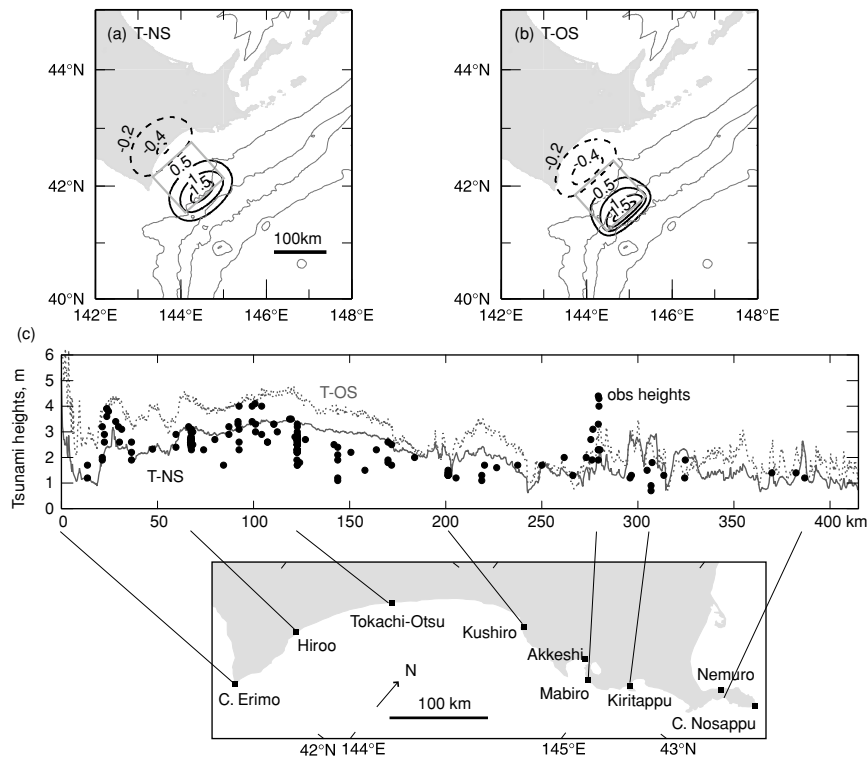 (a) T-NS
(b) T-OS
44°N 44°N
-0.2 -0.4 0.5 1 1.5
-0.2 -0.4 0.5 1 1.5
42°N 42°N
100km
40°N 40°N
142°E 144°E 146°E 148°E 142°E 144°E 146°E 148°E
(c)
Tsunami heights, m
6
5
4
3
2
1
0
T-OS
obs heights
T-NS
0 50 100 150 200 250 300 350 400 km
Tokachi-Otsu
Kushiro
Hiroo
Akkeshi
N
Nemuro
C. Erimo
Mabiro
Kiritappu
100 km
C. Nosappu
42°N 144°E 145°E 43°N